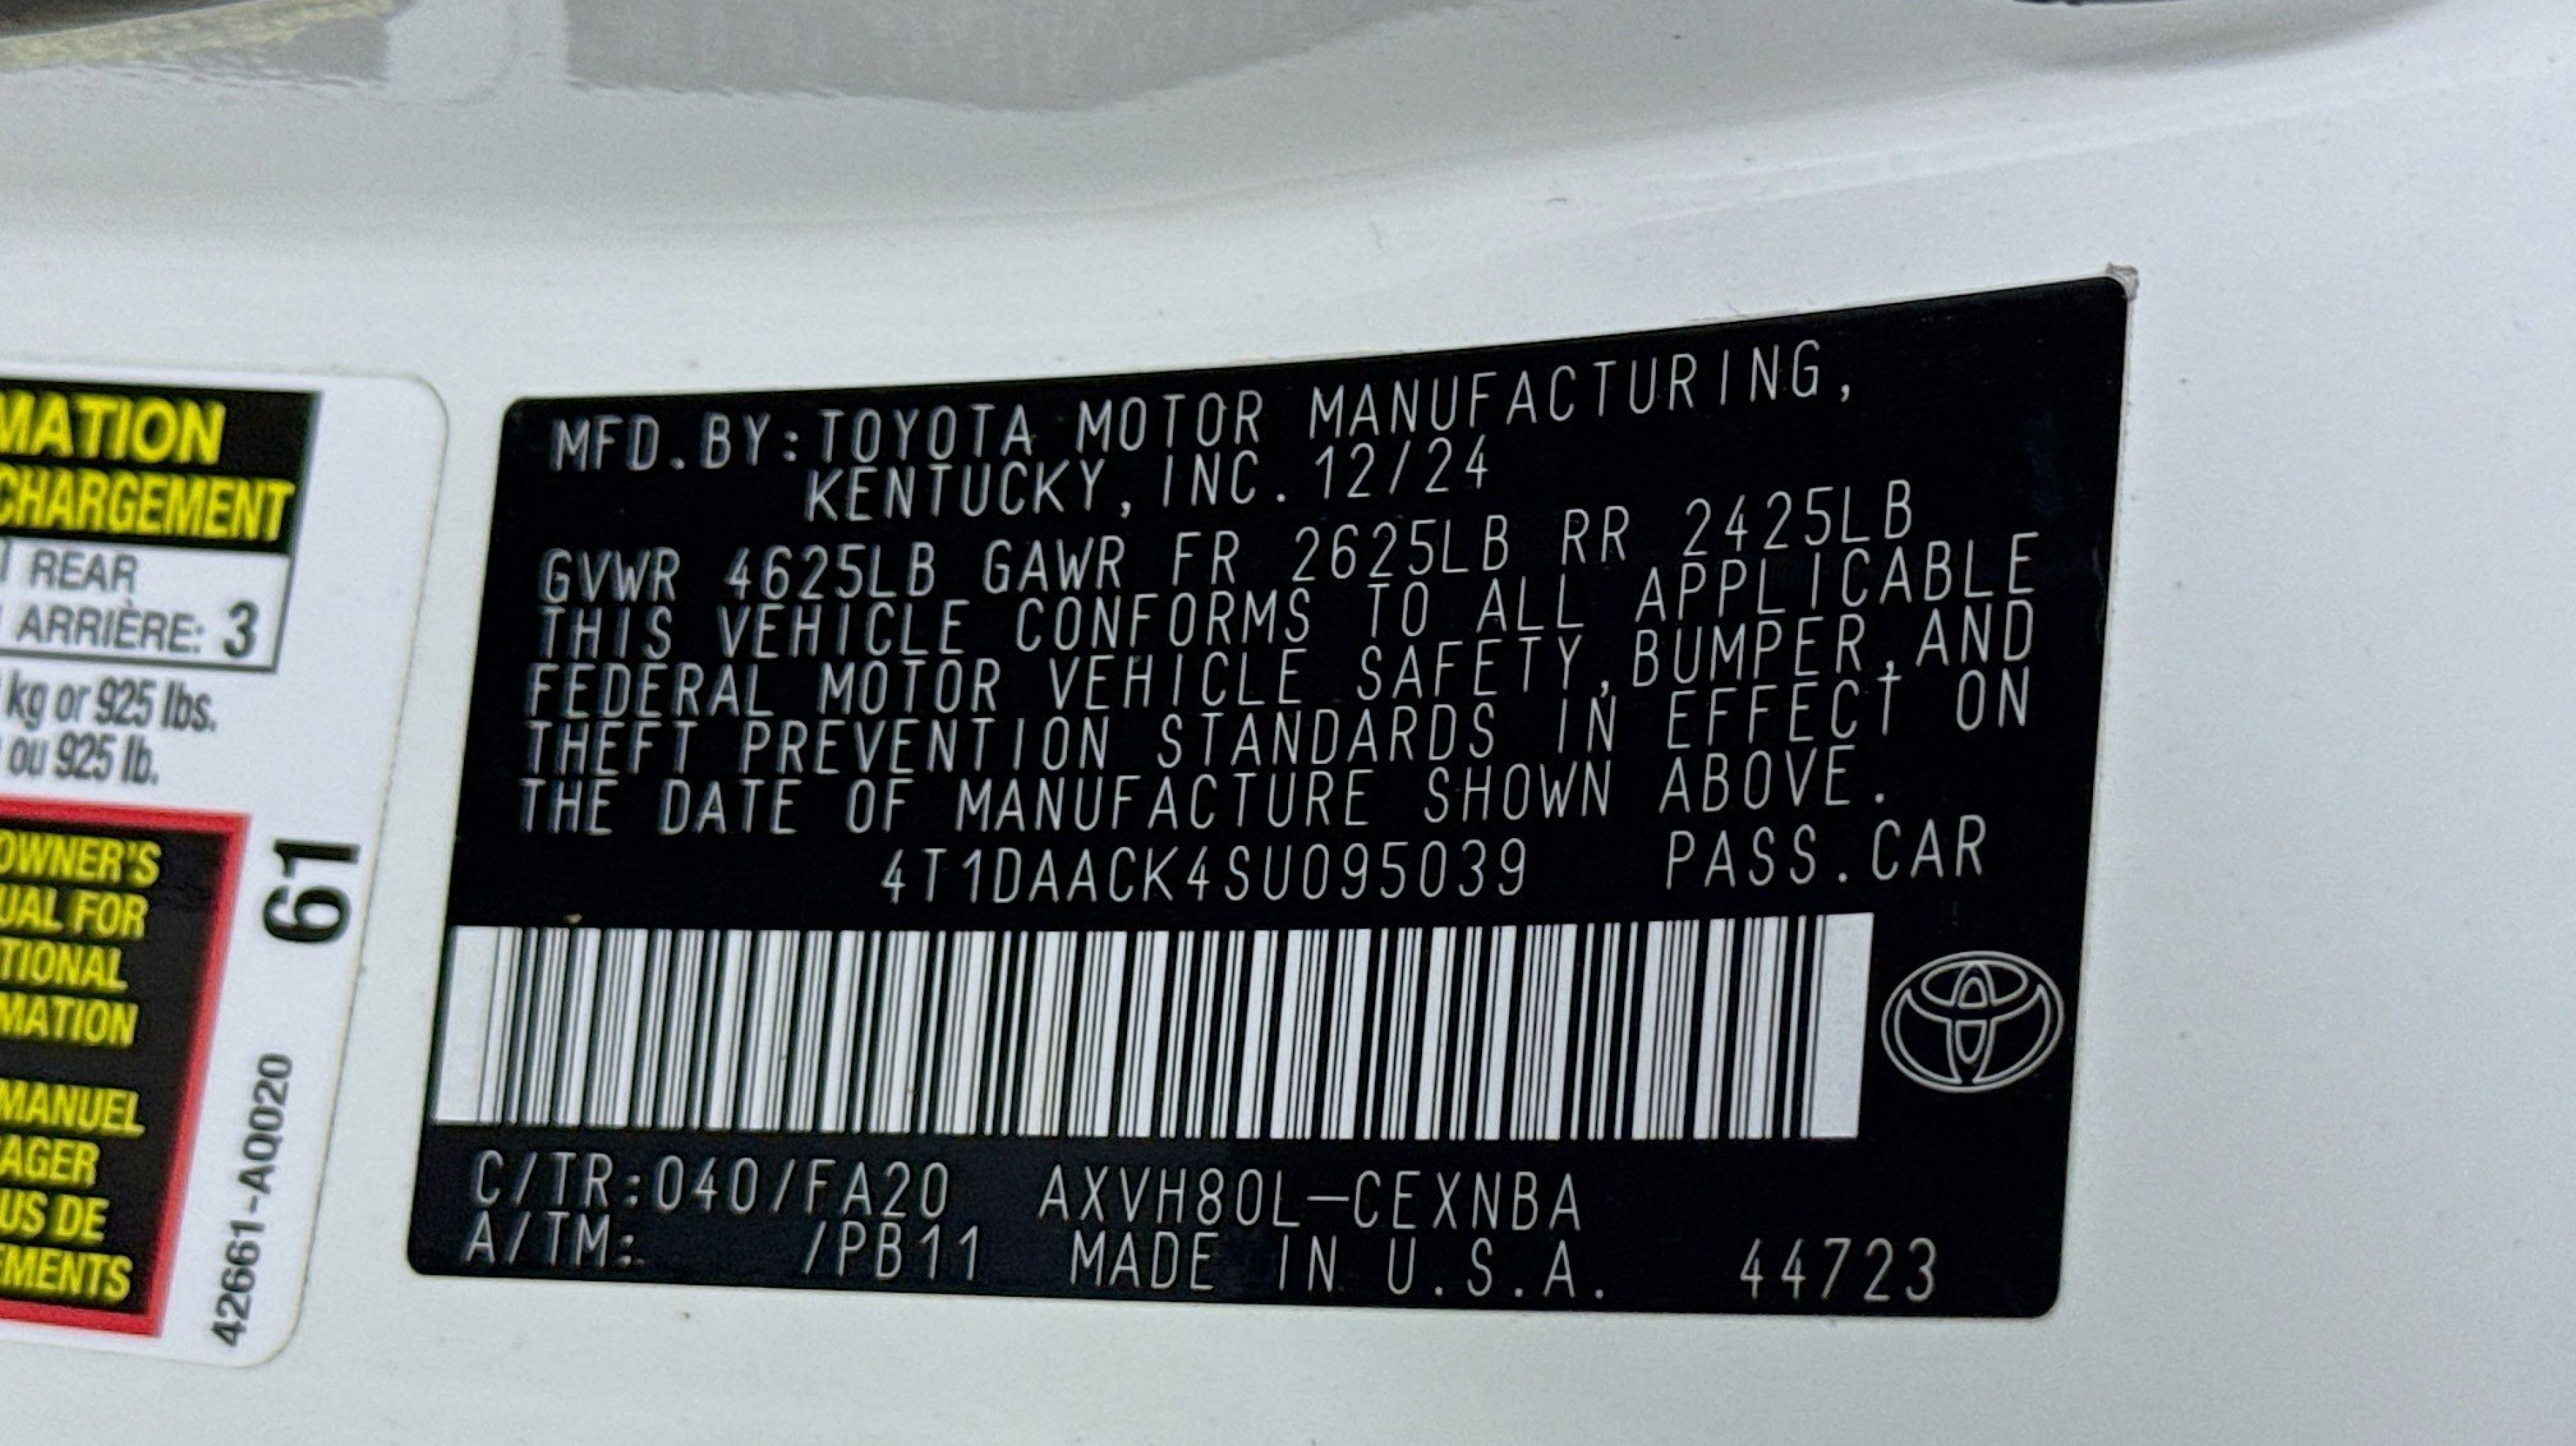 MATION
CHARGEMENT
REAR
ARRIÈRE: 3
kg or 925 lbs.
ou 925 lb.
OWNER'S
UAL FOR
TIONAL
MATION
MANUEL
AGER
US DE
EMENTS
61
42661-AQ020
MFD.BY:TOYOTA MOTOR MANUFACTURING,
KENTUCKY, INC. 12/24
GVWR 4625LB GAWR FR 2625LB RR 2425LB
THIS VEHICLE CONFORMS TO ALL APPLICABLE
FEDERAL MOTOR VEHICLE SAFETY,BUMPER,AND
THEFT PREVENTION STANDARDS IN EFFECT ON
THE DATE OF MANUFACTURE SHOWN ABOVE.
4T1DAACK4SU095039 PASS.CAR
C/TR:040/FA20 AXVH80L-CEXNBA
A/TM: /PB11 MADE IN U.S.A. 44723